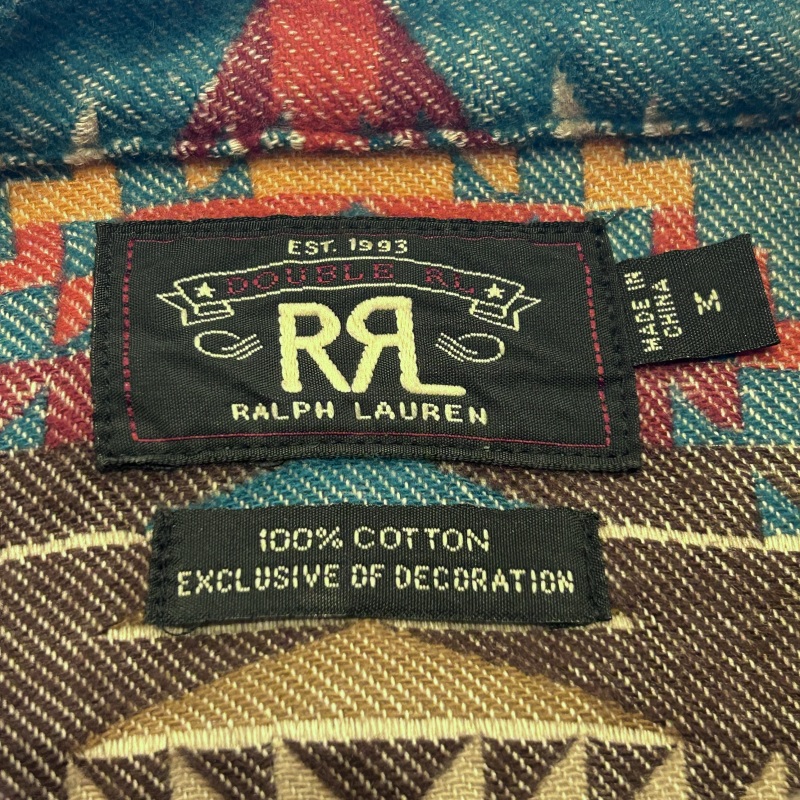 EST. 1993
DOUBLE RL
RRL
RALPH LAUREN
MADE IN
CHINA
M
100% COTTON
EXCLUSIVE OF DECORATION